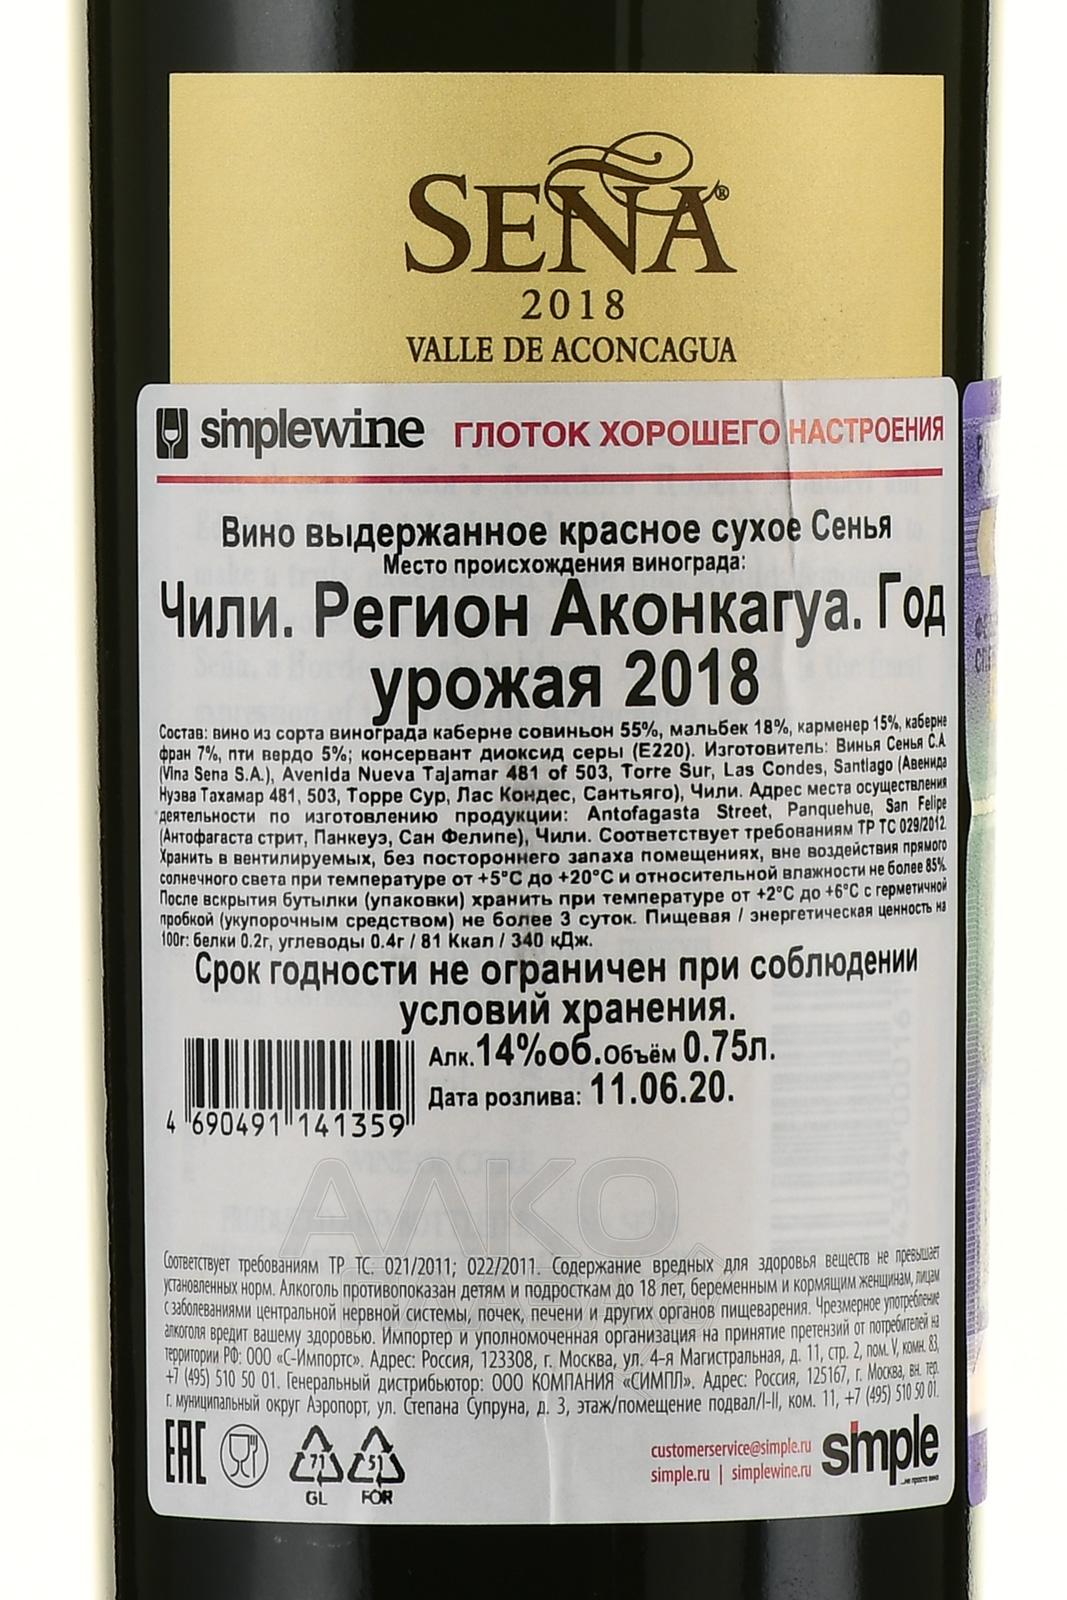 SEÑA®
2018
VALLE DE ACONCAGUA
simplewine ГЛОТОК ХОРОШЕГО НАСТРОЕНИЯ
Вино выдержанное красное сухое Сенья
Место происхождения винограда:
Чили. Регион Аконкагуа. Год
урожая 2018
Состав: вино из сорта винограда каберне совиньон 55%, мальбек 18%, карменер 15%, каберне
фран 7%, пти вердо 5%; консервант диоксид серы (Е220). Изготовитель: Винья Сенья С.А.
(Vina Sena S.A.), Avenida Nueva Tajamar 481 of 503, Torre Sur, Las Condes, Santiago (Авенида
Нуэва Тахамар 481, 503, Торре Сур, Лас Кондес, Сантьяго), Чили. Адрес места осуществления
деятельности по изготовлению продукции: Antofagasta Street, Panquehue, San Felipe
(Антофагаста стрит, Панкеуэ, Сан Фелипе), Чили. Соответствует требованиям ТР ТС 029/2012.
Хранить в вентилируемых, без постороннего запаха помещениях, вне воздействия прямого
солнечного света при температуре от +5°С до +20°С и относительной влажности не более 85%.
После вскрытия бутылки (упаковки) хранить при температуре от +2°С до +6°С с герметичной
пробкой (укупорочным средством) не более 3 суток. Пищевая / энергетическая ценность на
100г: белки 0.2г, углеводы 0.4г / 81 Ккал / 340 кДж.
Срок годности не ограничен при соблюдении
условий хранения.
Алк.14%об.Объём 0.75л.
Дата розлива: 11.06.20.
4 690491 141359
АЛКО
Соответствует требованиям ТР ТС. 021/2011; 022/2011. Содержание вредных для здоровья веществ не превышает
установленных норм. Алкоголь противопоказан детям и подросткам до 18 лет, беременным и кормящим женщинам, лицам
с заболеваниями центральной нервной системы, почек, печени и других органов пищеварения. Чрезмерное употребление
алкоголя вредит вашему здоровью. Импортер и уполномоченная организация на принятие претензий от потребителей на
территории РФ: ООО «С-Импортс». Адрес: Россия, 123308, г. Москва, ул. 4-я Магистральная, д. 11, стр. 2, пом. V, комн. 83,
+7 (495) 510 50 01. Генеральный дистрибьютор: ООО КОМПАНИЯ «СИМПЛ». Адрес: Россия, 125167, г. Москва, вн. тер.
г. муниципальный округ Аэропорт, ул. Степана Супруна, д. 3, этаж/помещение подвал/I-II, ком. 11, +7 (495) 510 50 01.
EAC
71
GL
51
FOR
customerservice@simple.ru
simple.ru | simplewine.ru
simple
...не просто вино